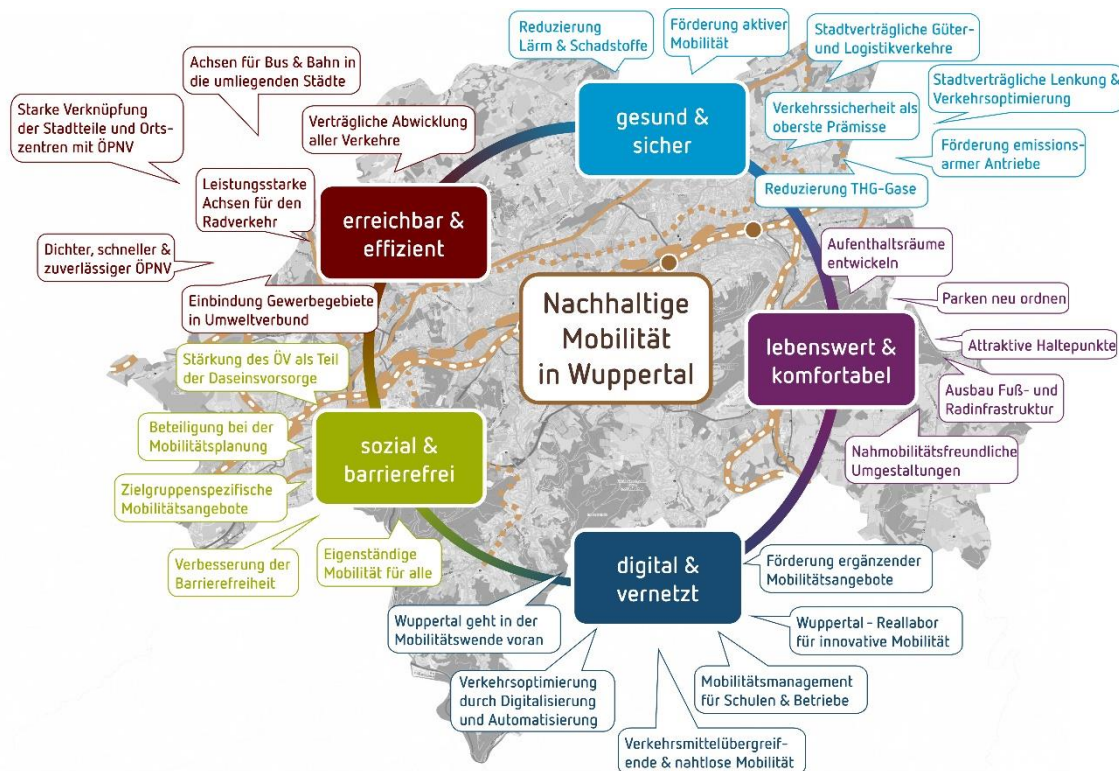 Reduzierung
Lärm & Schadstoffe
Förderung aktiver
Mobilität
Stadtverträgliche Güter-
und Logistikverkehre
Stadtverträgliche Lenkung &
Verkehrsoptimierung
Verkehrssicherheit als
oberste Prämisse
Förderung emissions-
armer Antriebe
Reduzierung THG-Gase
gesund &
sicher
Achsen für Bus & Bahn in
die umliegenden Städte
Starke Verknüpfung
der Stadtteile und Orts-
zentren mit ÖPNV
Verträgliche Abwicklung
aller Verkehre
Leistungsstarke
Achsen für den
Radverkehr
erreichbar &
effizient
Dichter, schneller &
zuverlässiger ÖPNV
Einbindung Gewerbegebiete
in Umweltverbund
Nachhaltige
Mobilität
in Wuppertal
Aufenthaltsräume
entwickeln
Parken neu ordnen
lebenswert &
komfortabel
Attraktive Haltepunkte
Ausbau Fuß- und
Radinfrastruktur
Nahmobilitätsfreundliche
Umgestaltungen
Stärkung des ÖV als Teil
der Daseinsvorsorge
Beteiligung bei der
Mobilitätsplanung
sozial &
barrierefrei
Zielgruppenspezifische
Mobilitätsangebote
Verbesserung der
Barrierefreiheit
Eigenständige
Mobilität für alle
digital &
vernetzt
Förderung ergänzender
Mobilitätsangebote
Wuppertal geht in der
Mobilitätswende voran
Wuppertal - Reallabor
für innovative Mobilität
Verkehrsoptimierung
durch Digitalisierung
und Automatisierung
Mobilitätsmanagement
für Schulen & Betriebe
Verkehrsmittelübergreif-
ende & nahtlose Mobilität